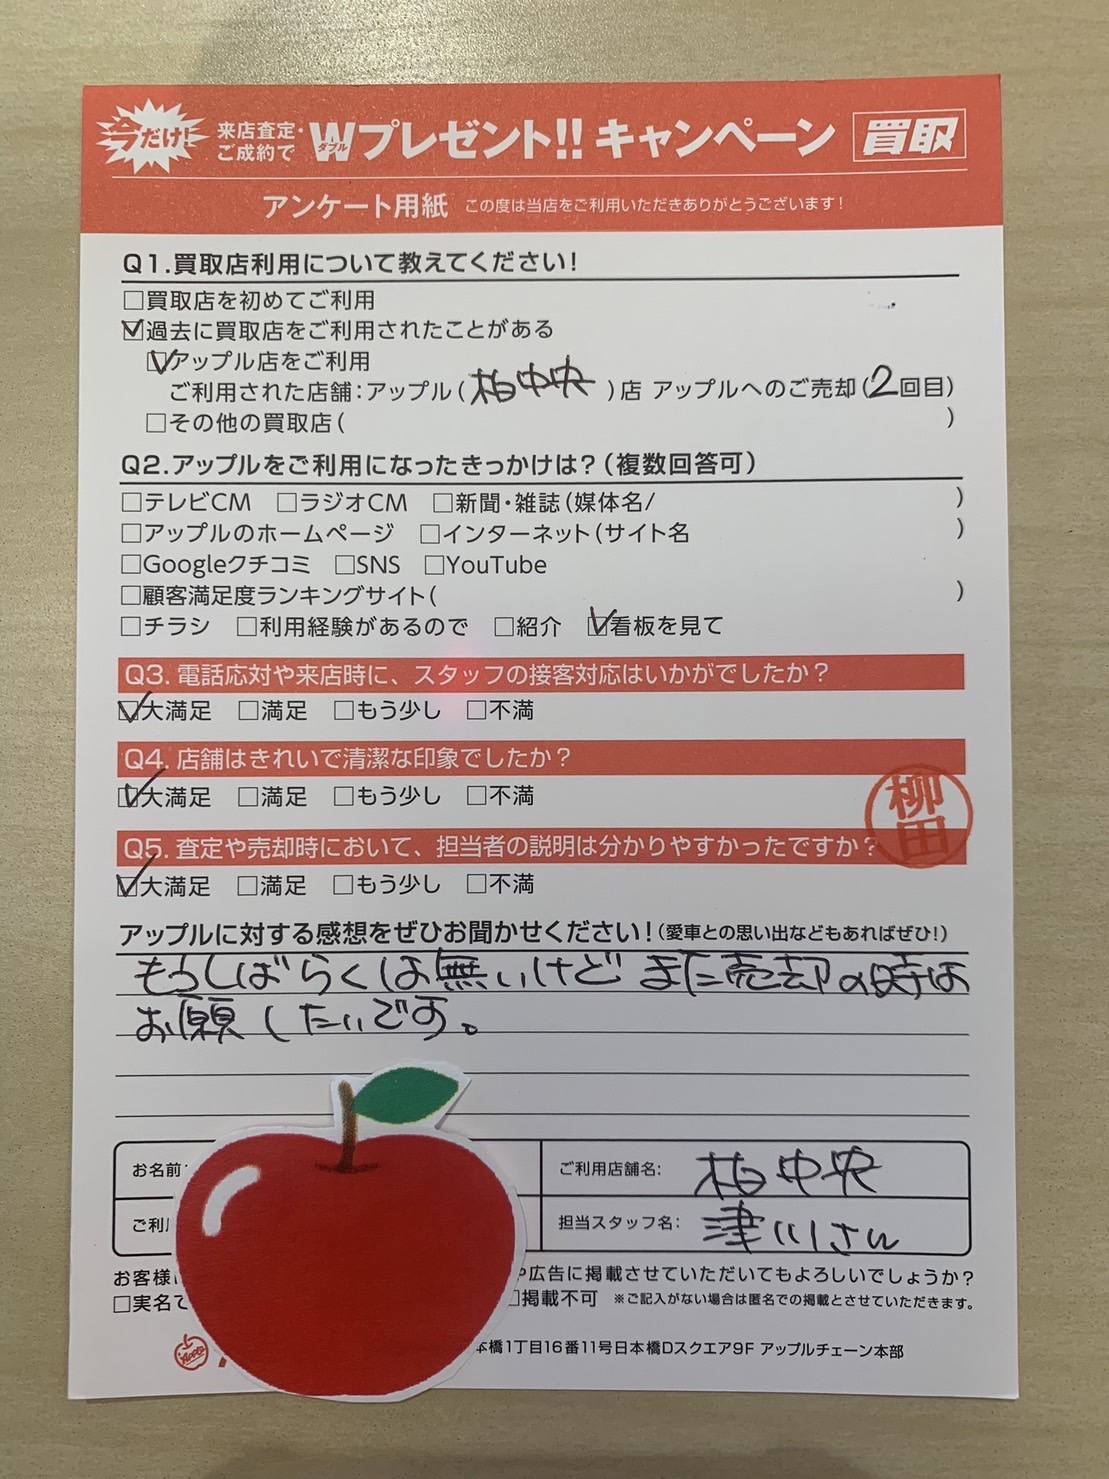 今だけ! 来店査定・ご成約で Wダブルプレゼント!! キャンペーン 買取
アンケート用紙 この度は当店をご利用いただきありがとうございます!
Q1.買取店利用について教えてください!
□買取店を初めてご利用
☑過去に買取店をご利用されたことがある
☑アップル店をご利用
ご利用された店舗:アップル(柏中央)店 アップルへのご売却(2回目)
□その他の買取店( )
Q2.アップルをご利用になったきっかけは?(複数回答可)
□テレビCM □ラジオCM □新聞・雑誌(媒体名/ )
□アップルのホームページ □インターネット(サイト名 )
□Googleクチコミ □SNS □YouTube
□顧客満足度ランキングサイト( )
□チラシ □利用経験があるので □紹介 ☑看板を見て
Q3. 電話応対や来店時に、スタッフの接客対応はいかがでしたか?
☑大満足 □満足 □もう少し □不満
Q4. 店舗はきれいで清潔な印象でしたか?
☑大満足 □満足 □もう少し □不満
柳田
Q5. 査定や売却時において、担当者の説明は分かりやすかったですか?
☑大満足 □満足 □もう少し □不満
アップルに対する感想をぜひお聞かせください!(愛車との思い出などもあればぜひ!)
もうしばらくは無いけど また売却の時は
お願いしたいです。
お名前 ご利用店舗名: 柏中央
ご利 担当スタッフ名: 津川さん
お客様 や広告に掲載させていただいてもよろしいでしょうか?
□実名で □掲載不可 ※ご記入がない場合は匿名での掲載とさせていただきます。
Apple 本橋1丁目16番11号日本橋Dスクエア9F アップルチェーン本部